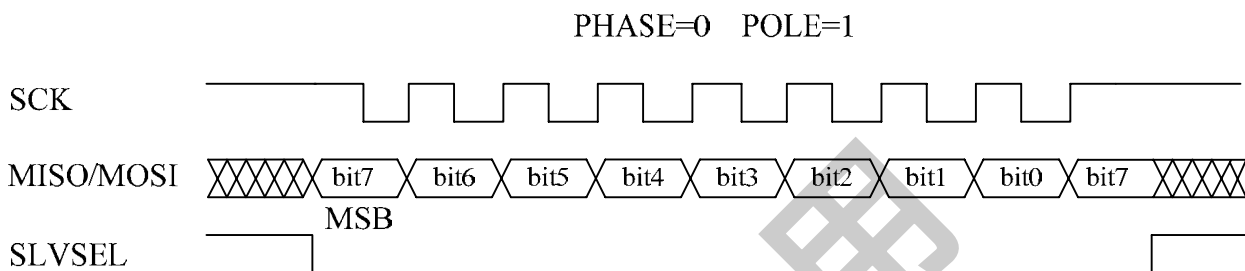 PHASE=0 POLE=1
SCK
MISO/MOSI bit7 bit6 bit5 bit4 bit3 bit2 bit1 bit0 bit7
MSB
SLVSEL